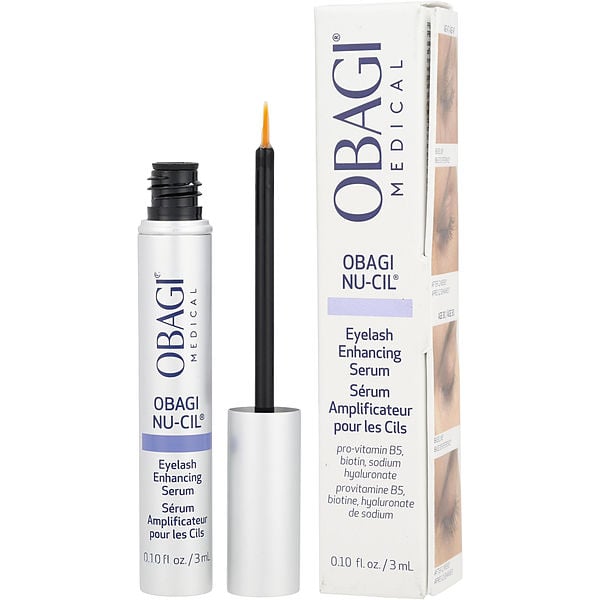 OBAGI®
MEDICAL
OBAGI
NU-CIL®
Eyelash
Enhancing
Serum
Sérum
Amplificateur
pour les Cils
0.10 fl. oz. / 3 mL
OBAGI®
MEDICAL
OBAGI
NU-CIL®
Eyelash
Enhancing
Serum
Sérum
Amplificateur
pour les Cils
pro-vitamin B5,
biotin, sodium
hyaluronate
provitamine B5,
biotine, hyaluronate
de sodium
0.10 fl. oz. / 3 mL